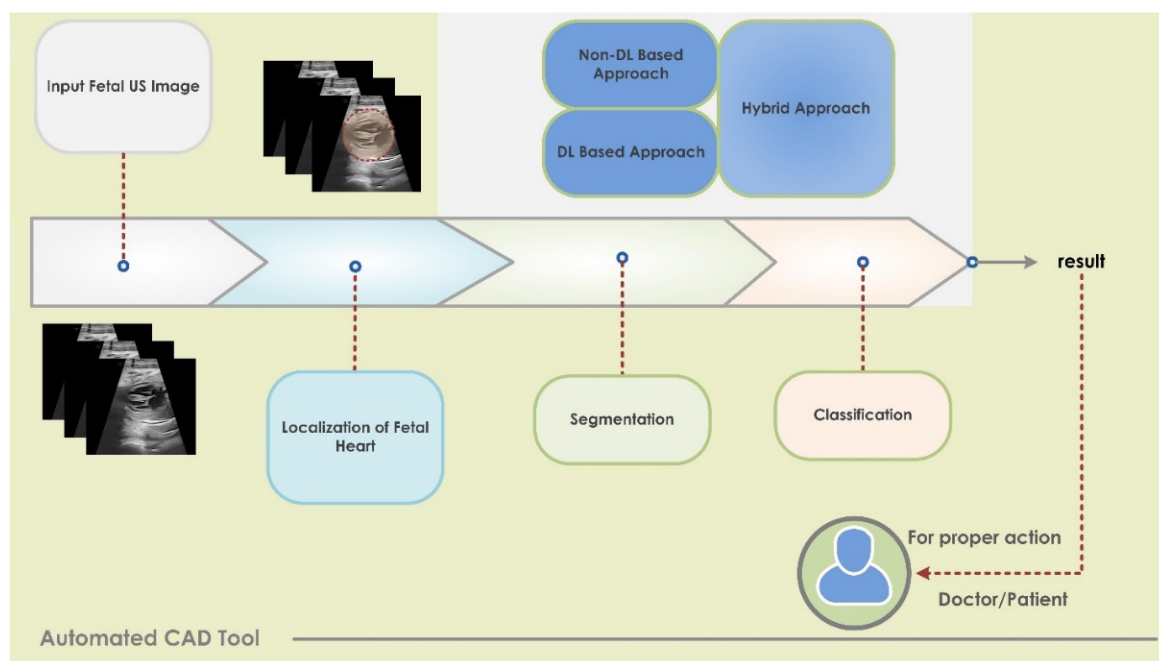 Input Fetal US Image
Non-DL Based
Approach
DL Based Approach
Hybrid Approach
result
Localization of Fetal
Heart
Segmentation
Classification
For proper action
Doctor/Patient
Automated CAD Tool